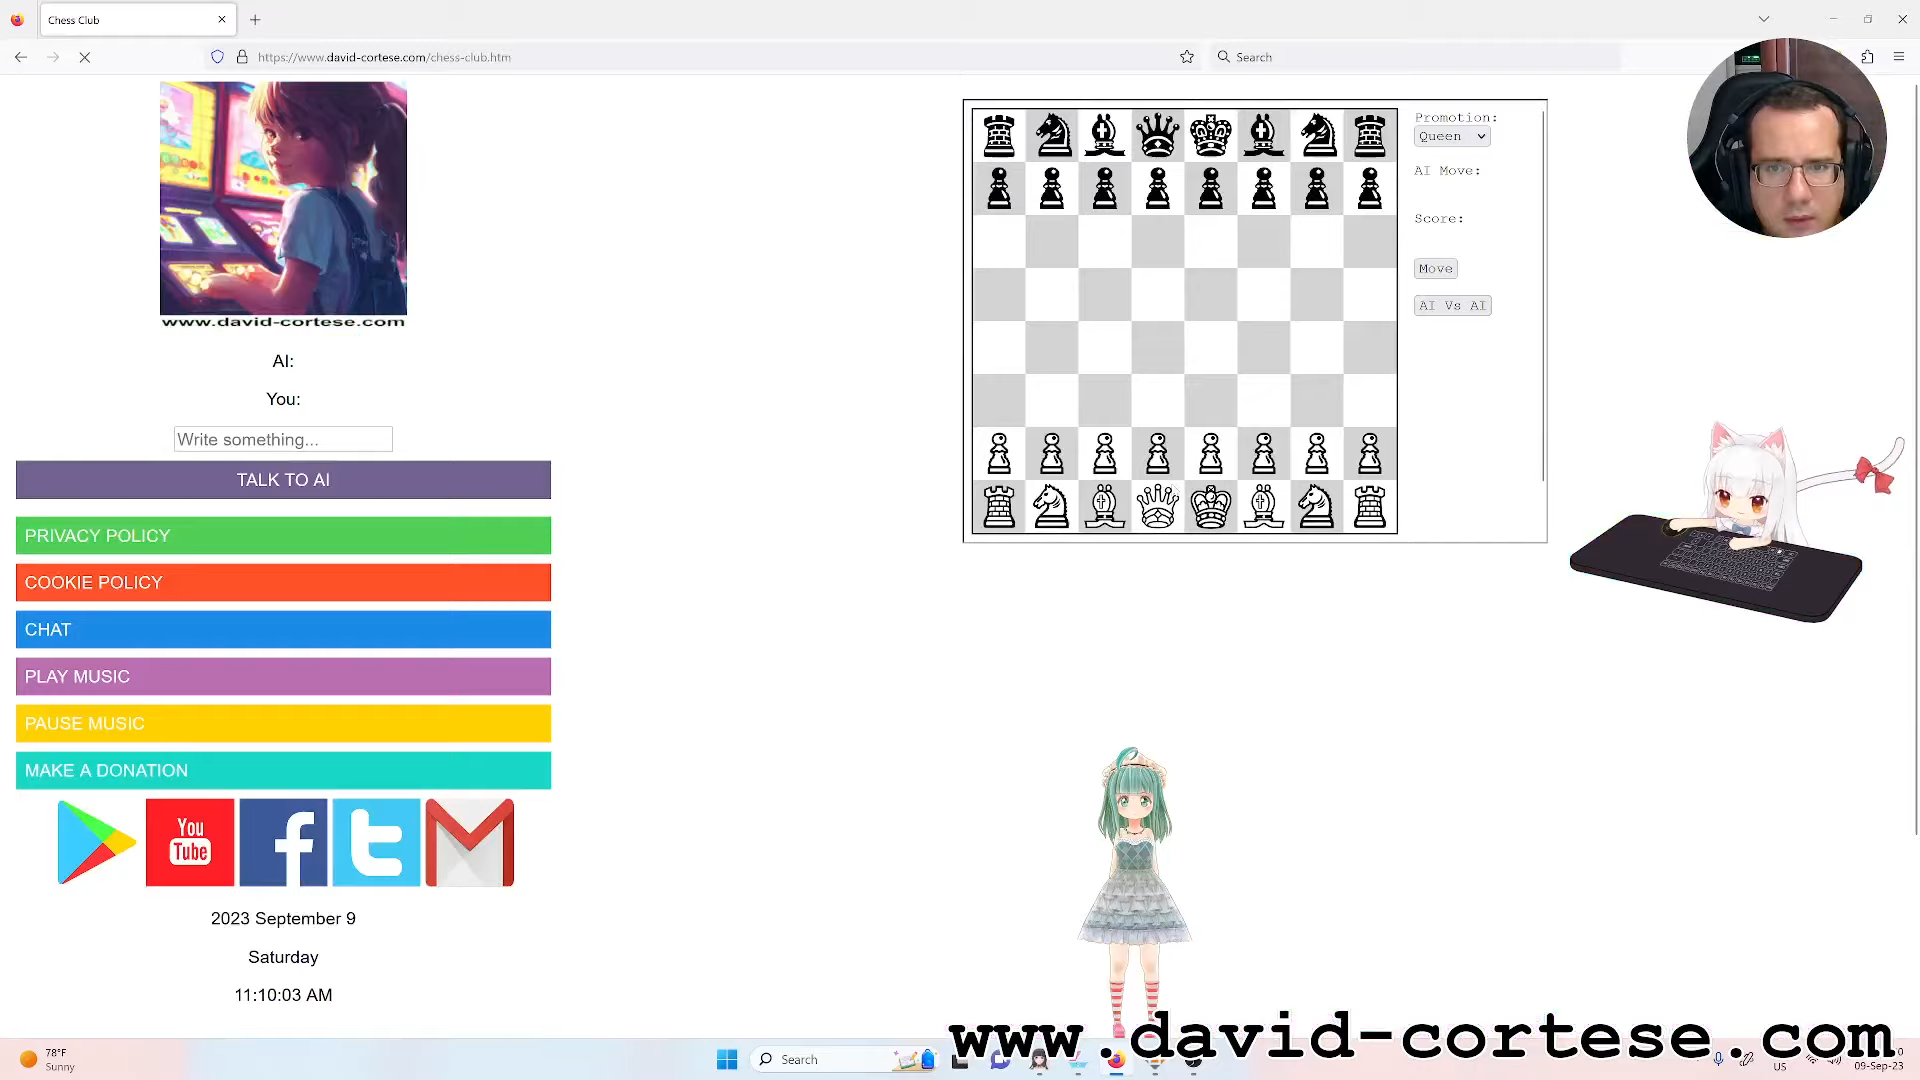 Chess Club
https://www.david-cortese.com/chess-club.htm
Search
www.david-cortese.com
AI:
You:
Write something...
TALK TO AI
PRIVACY POLICY
COOKIE POLICY
CHAT
PLAY MUSIC
PAUSE MUSIC
MAKE A DONATION
You
Tube
2023 September 9
Saturday
11:10:03 AM
Promotion:
Queen
AI Move:
Score:
Move
AI Vs AI
www.david-cortese.com
78°F
Sunny
Search
US
09-Sep-23